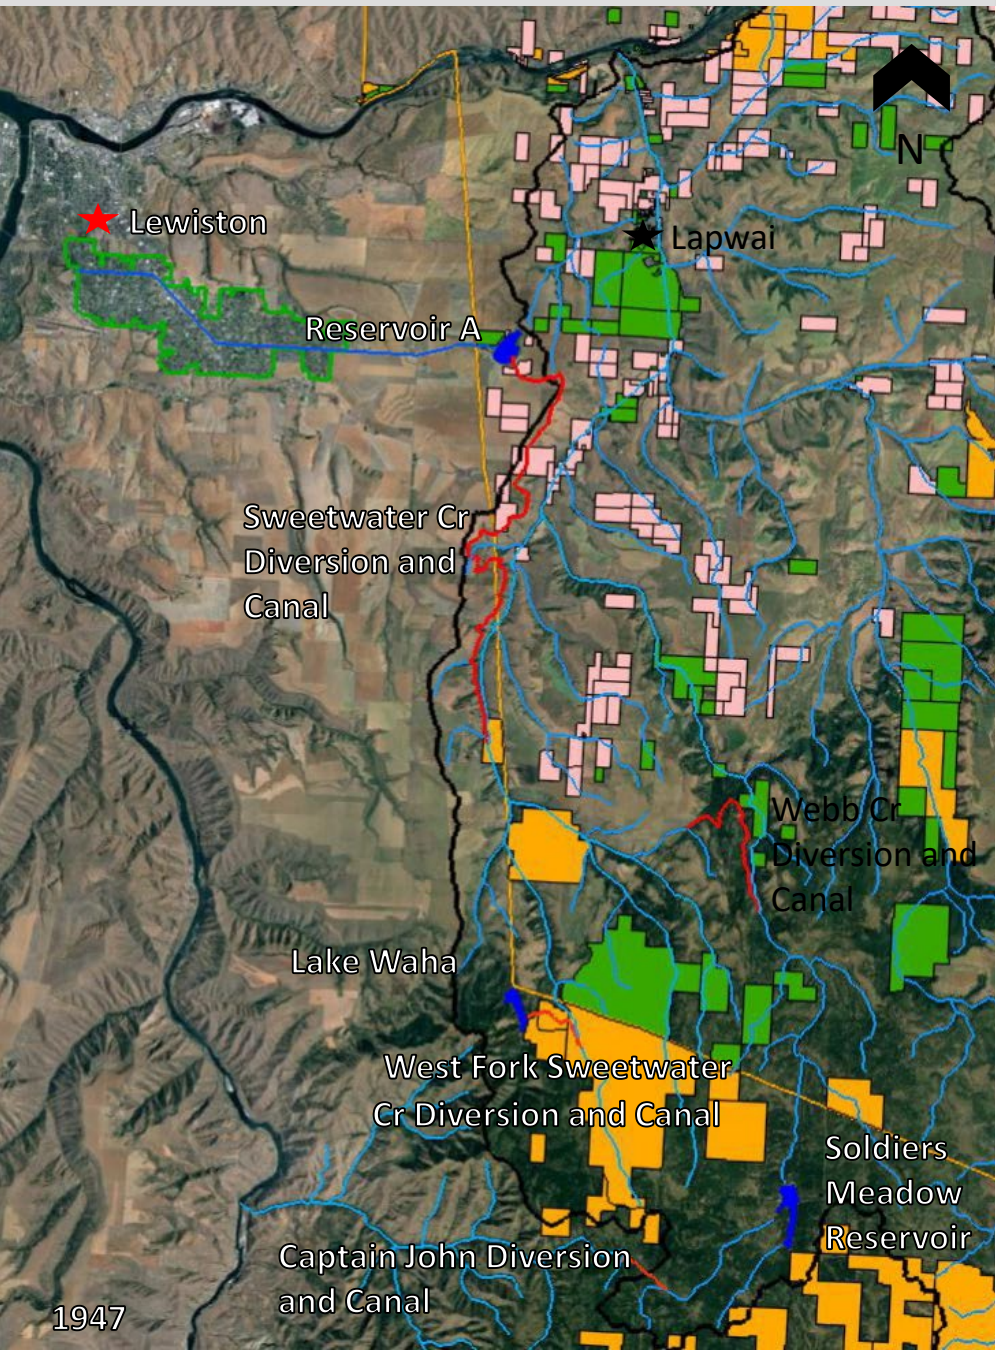 N
Lewiston
Lapwai
Reservoir A
Sweetwater Cr
Diversion and
Canal
Webb Cr
Diversion and
Canal
Lake Waha
West Fork Sweetwater
Cr Diversion and Canal
Soldiers
Meadow
Reservoir
Captain John Diversion
and Canal
1947